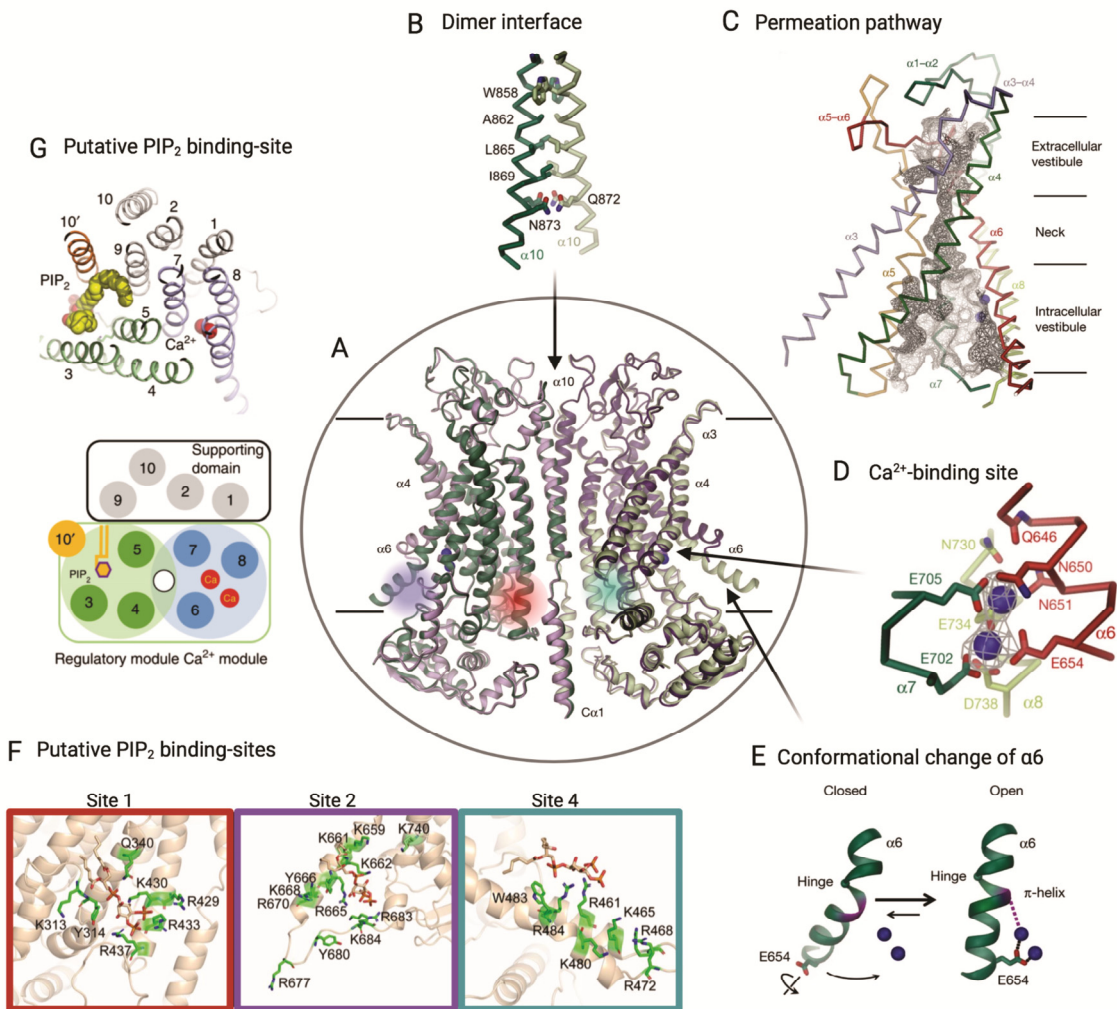 B Dimer interface
W858
A862
L865
I869
Q872
N873
α10
α10
C Permeation pathway
α1–α2
α3–α4
α5–α6
Extracellular
vestibule
α4
Neck
α3
α6
α5
α8
Intracellular
vestibule
α7
G Putative PIP₂ binding-site
10
2
10'
1
9
7
8
PIP₂
5
Ca²⁺
3
4
Supporting
domain
10
2
9
1
10'
5
7
8
PIP₂
Ca
Ca
3
4
6
Regulatory module Ca²⁺ module
A
α10
α3
α4
α4
α6
α6
Cα1
D Ca²⁺-binding site
Q646
N730
N650
E705
N651
E734
α6
E702
E654
α7
D738
α8
E Conformational change of α6
Closed
Open
α6
α6
Hinge
Hinge
π-helix
E654
E654
F Putative PIP₂ binding-sites
Site 1
Site 2
Site 4
Q340
K430
R429
K313
R433
Y314
R437
K661
K659
K740
K662
Y666
K668
R670
R665
R683
K684
Y680
R677
W483
R461
K465
R484
R468
K480
R472